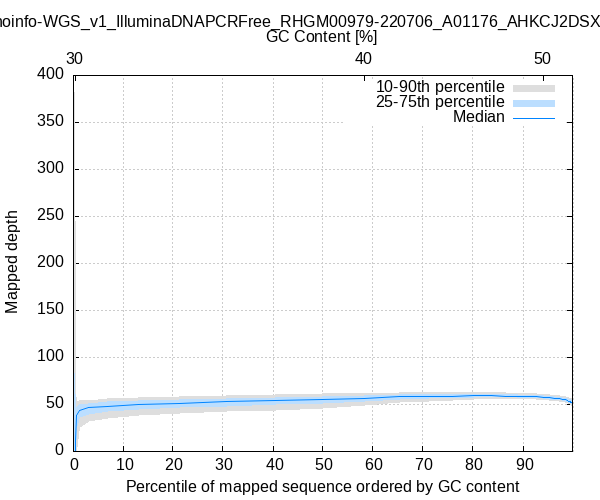 oinfo-WGS_v1_IlluminaDNAPCRFree_RHGM00979-220706_A01176_AHKCJ2DSX
GC Content [%]
30 40 50
400
350
300
250
200
150
100
50
0
Mapped depth
10-90th percentile
25-75th percentile
Median
0 10 20 30 40 50 60 70 80 90
Percentile of mapped sequence ordered by GC content